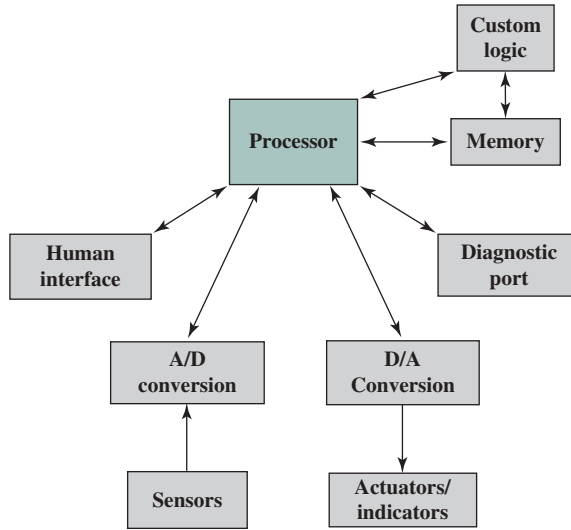 Custom
logic
Processor
Memory
Human
interface
Diagnostic
port
A/D
conversion
D/A
Conversion
Sensors
Actuators/
indicators